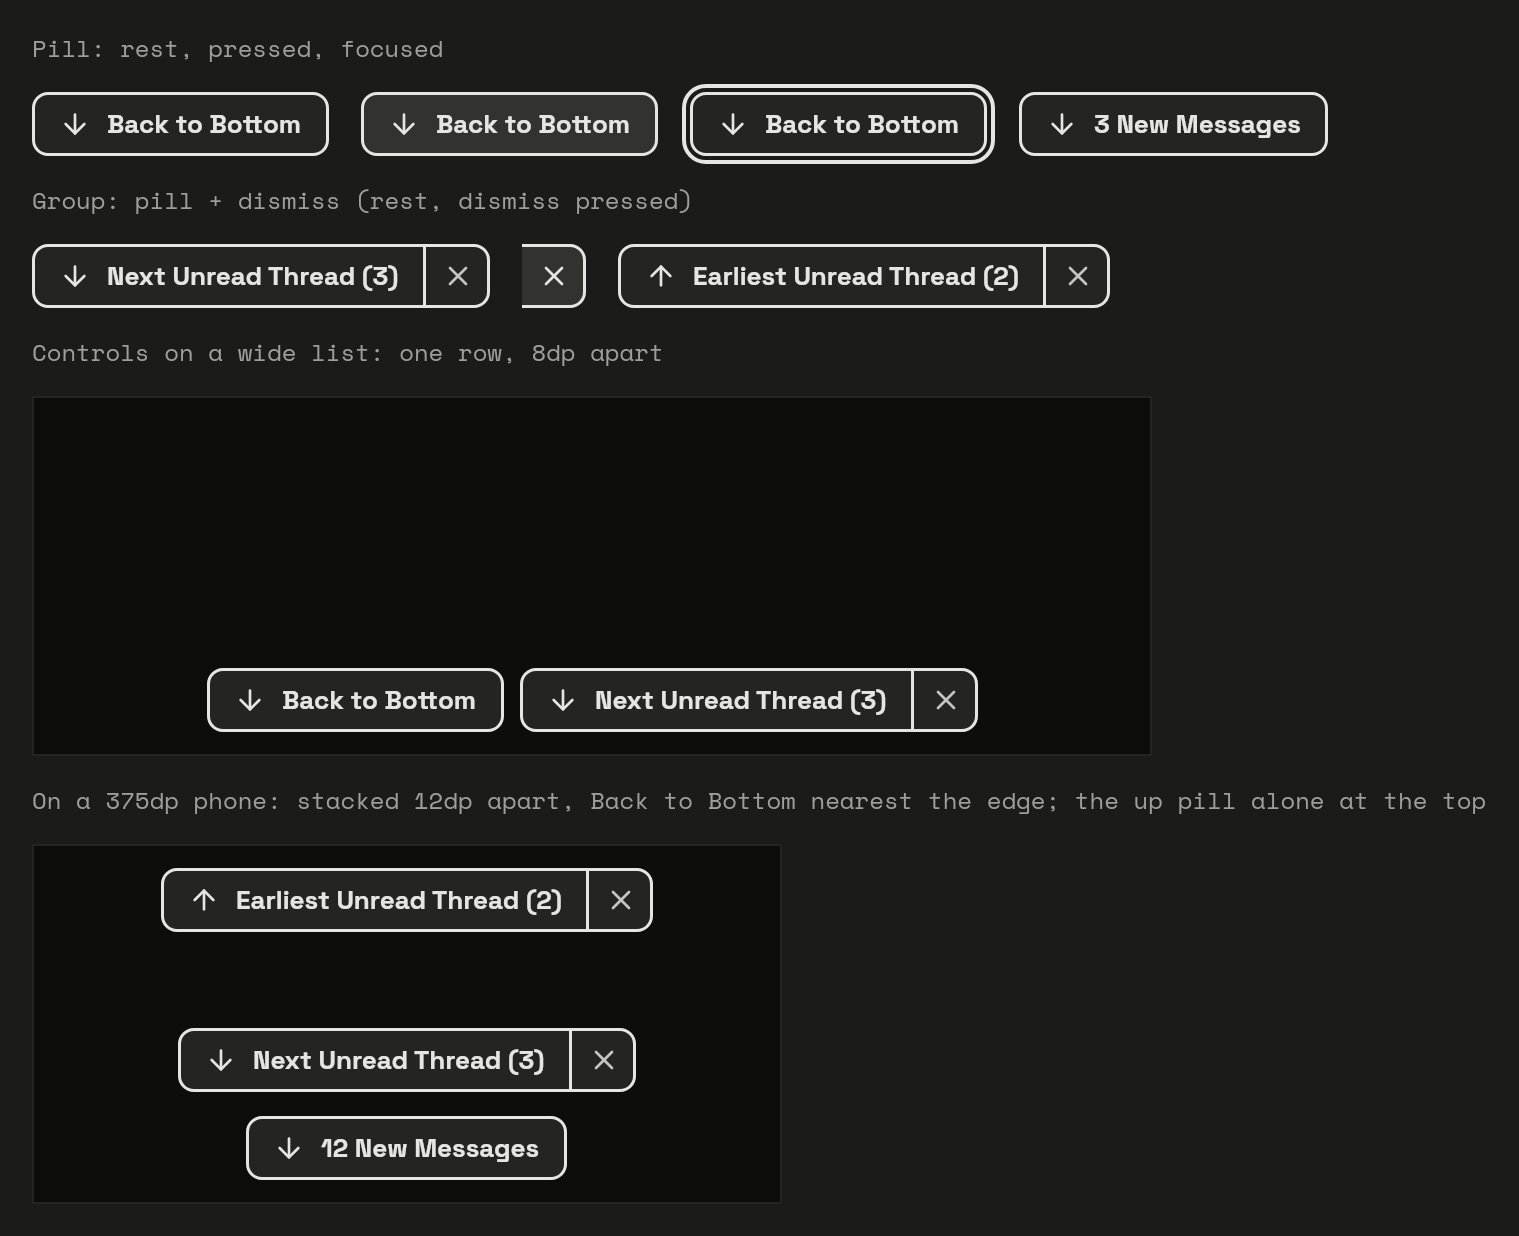 Pill: rest, pressed, focused
Back to Bottom Back to Bottom Back to Bottom 3 New Messages
Group: pill + dismiss (rest, dismiss pressed)
Next Unread Thread (3) Earliest Unread Thread (2)
Controls on a wide list: one row, 8dp apart
Back to Bottom Next Unread Thread (3)
On a 375dp phone: stacked 12dp apart, Back to Bottom nearest the edge; the up pill alone at the top
Earliest Unread Thread (2)
Next Unread Thread (3)
12 New Messages